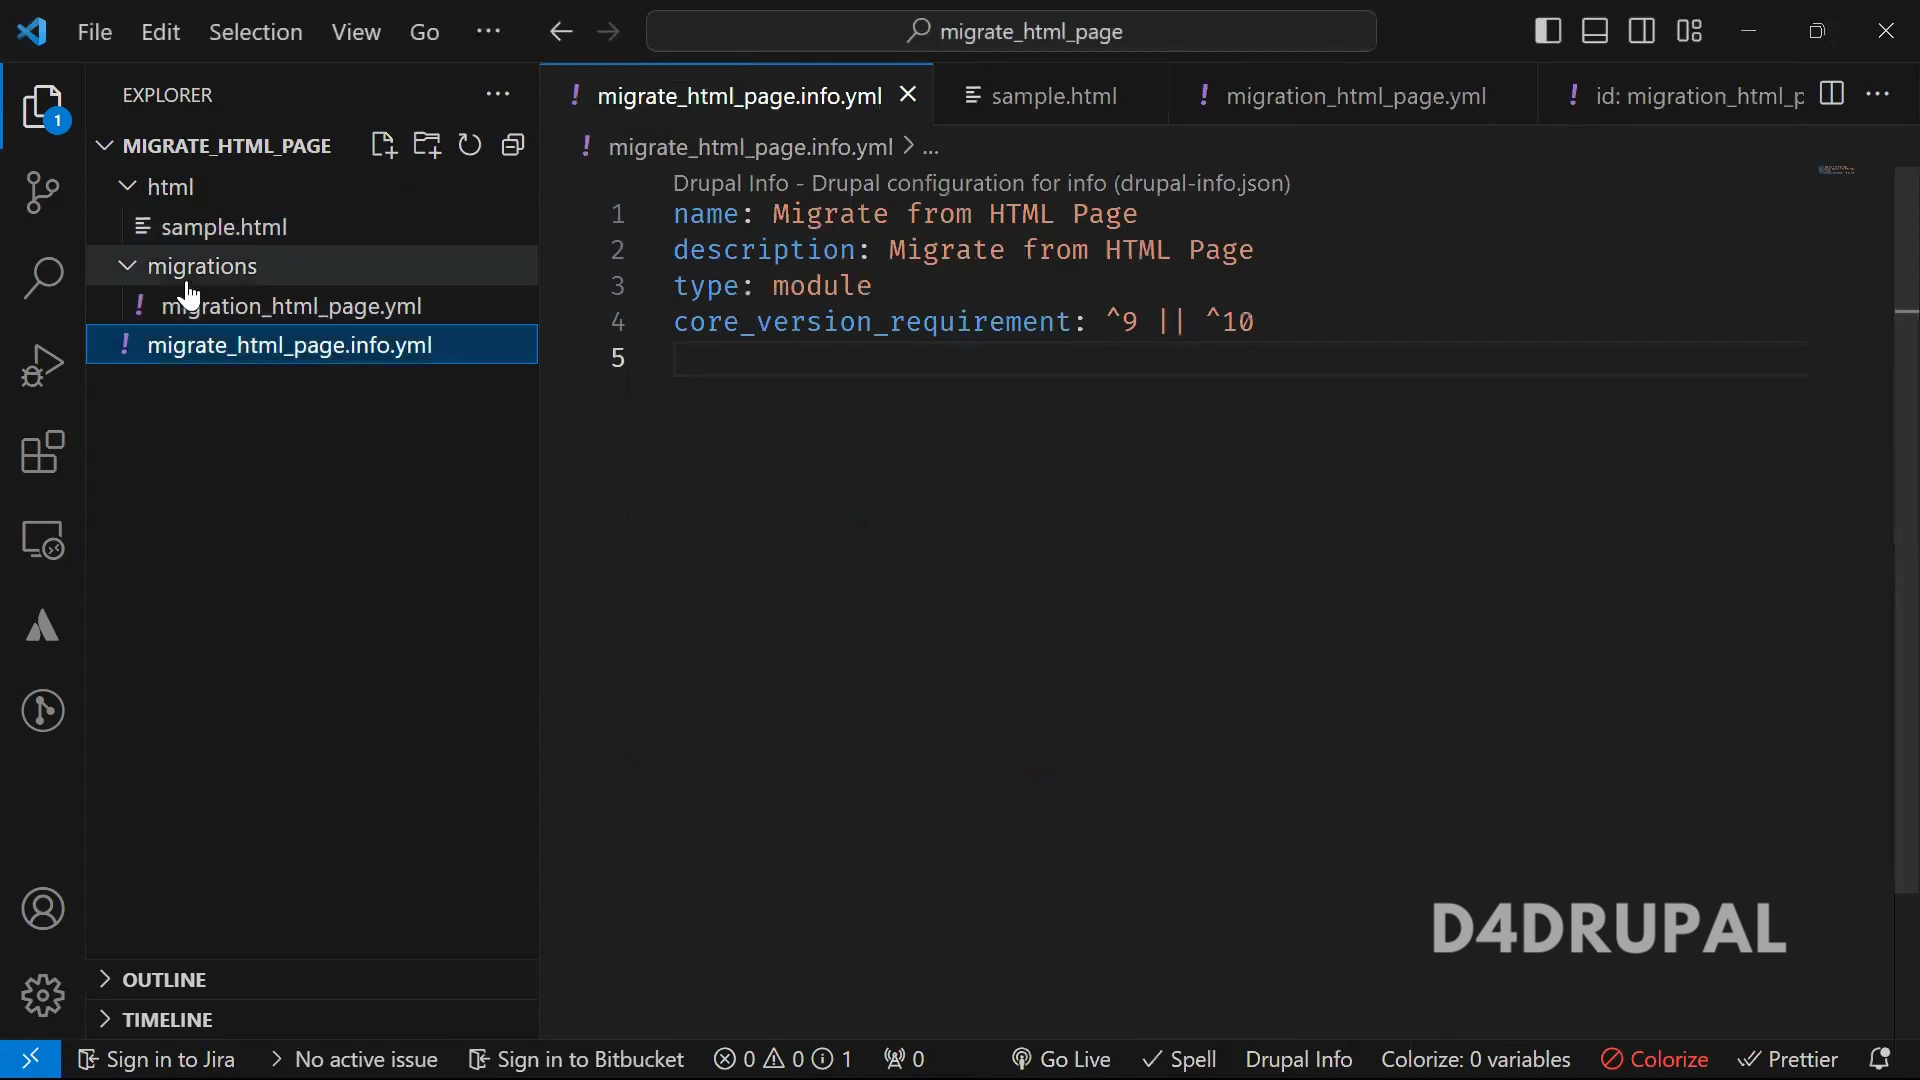 File Edit Selection View Go ··· migrate_html_page
EXPLORER ···
MIGRATE_HTML_PAGE
html
sample.html
migrations
migration_html_page.yml
! migrate_html_page.info.yml
1
! migrate_html_page.info.yml
sample.html
! migration_html_page.yml
! id: migration_html_p ···
! migrate_html_page.info.yml > ...
Drupal Info - Drupal configuration for info (drupal-info.json)
1 name: Migrate from HTML Page
2 description: Migrate from HTML Page
3 type: module
4 core_version_requirement: ^9 || ^10
5
D4DRUPAL
OUTLINE
TIMELINE
Sign in to Jira > No active issue Sign in to Bitbucket 0 0 1 0 Go Live Spell Drupal Info Colorize: 0 variables Colorize Prettier